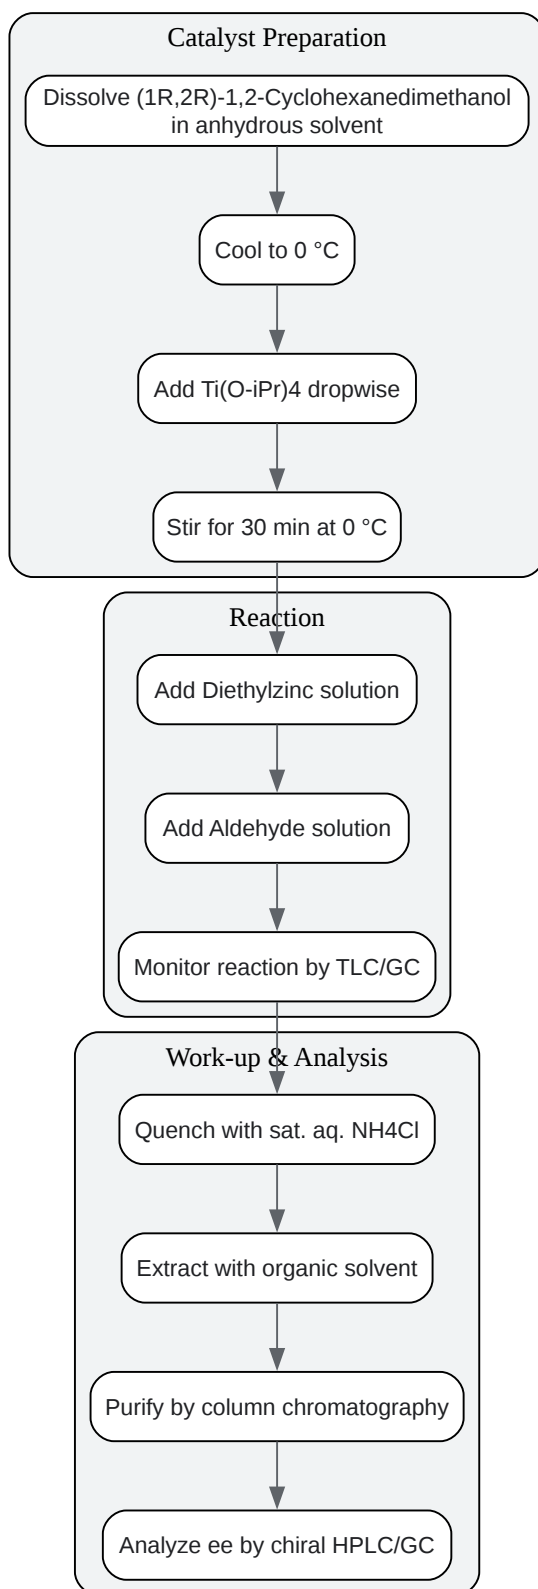 Catalyst Preparation
Dissolve (1R,2R)-1,2-Cyclohexanedimethanol
in anhydrous solvent
Cool to 0 °C
Add Ti(O-iPr)4 dropwise
Stir for 30 min at 0 °C
Reaction
Add Diethylzinc solution
Add Aldehyde solution
Monitor reaction by TLC/GC
Work-up & Analysis
Quench with sat. aq. NH4Cl
Extract with organic solvent
Purify by column chromatography
Analyze ee by chiral HPLC/GC